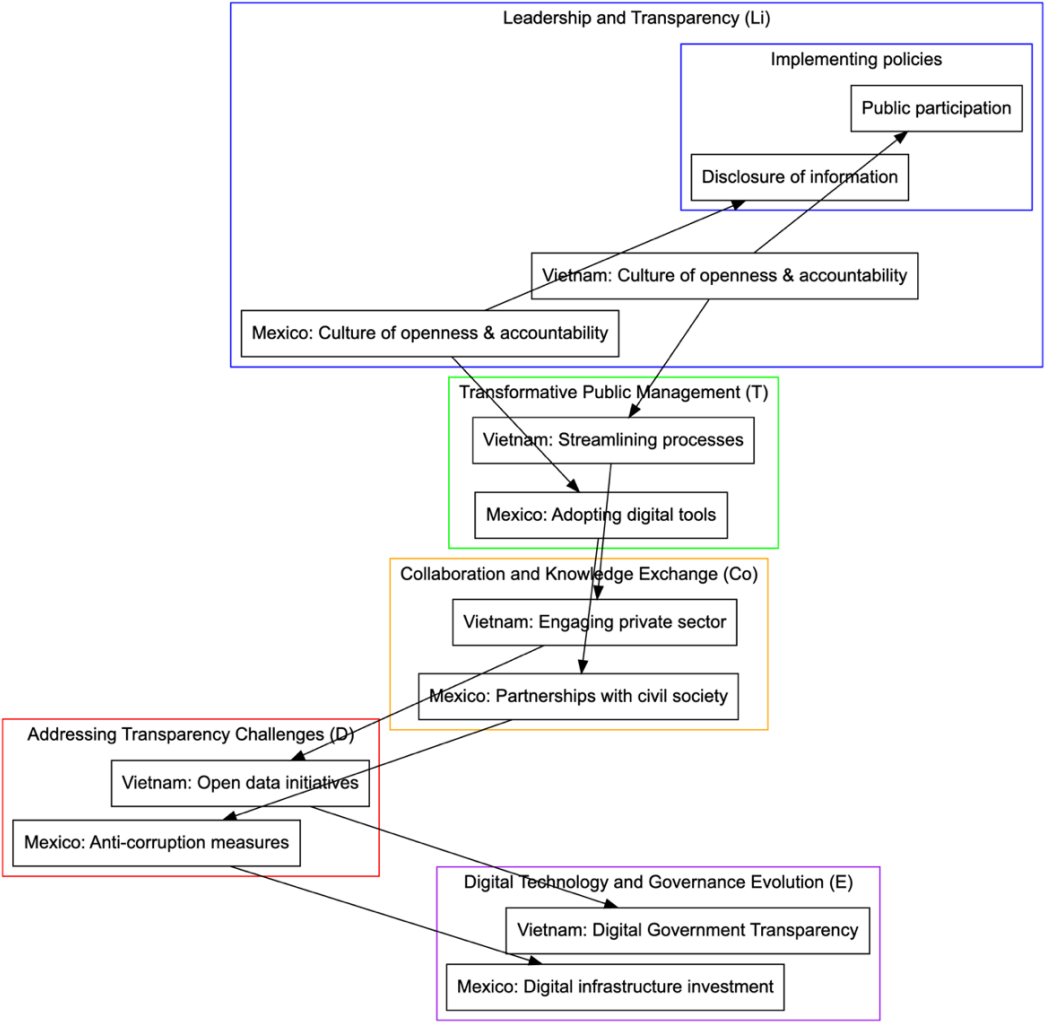 Leadership and Transparency (Li)
Implementing policies
Public participation
Disclosure of information
Vietnam: Culture of openness & accountability
Mexico: Culture of openness & accountability
Transformative Public Management (T)
Vietnam: Streamlining processes
Mexico: Adopting digital tools
Collaboration and Knowledge Exchange (Co)
Vietnam: Engaging private sector
Mexico: Partnerships with civil society
Addressing Transparency Challenges (D)
Vietnam: Open data initiatives
Mexico: Anti-corruption measures
Digital Technology and Governance Evolution (E)
Vietnam: Digital Government Transparency
Mexico: Digital infrastructure investment